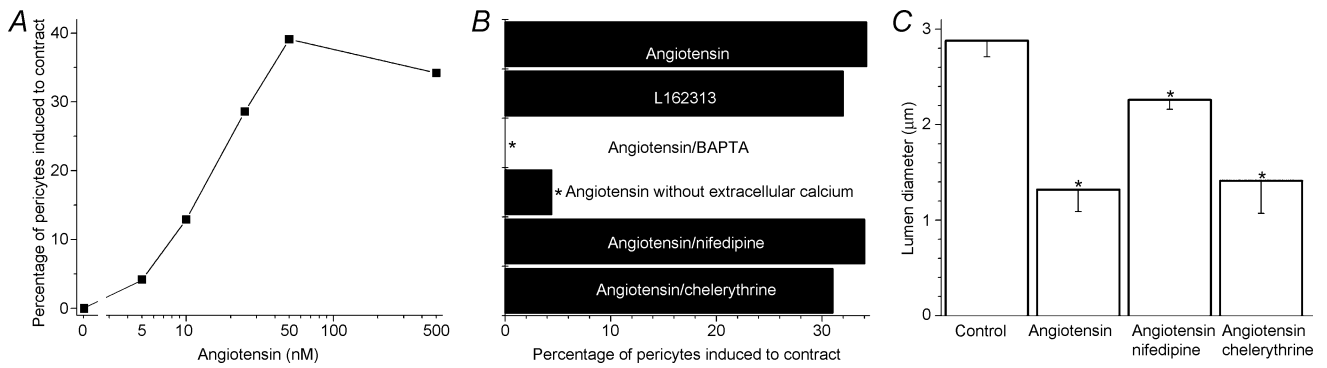 A
Percentage of pericytes induced to contract
40
30
20
10
0
0
5
10
50
100
500
Angiotensin (nM)
B
Angiotensin
L162313
* Angiotensin/BAPTA
* Angiotensin without extracellular calcium
Angiotensin/nifedipine
Angiotensin/chelerythrine
0
10
20
30
Percentage of pericytes induced to contract
C
Lumen diameter (μm)
3
2
1
0
*
*
*
Control
Angiotensin
Angiotensin
nifedipine
Angiotensin
chelerythrine